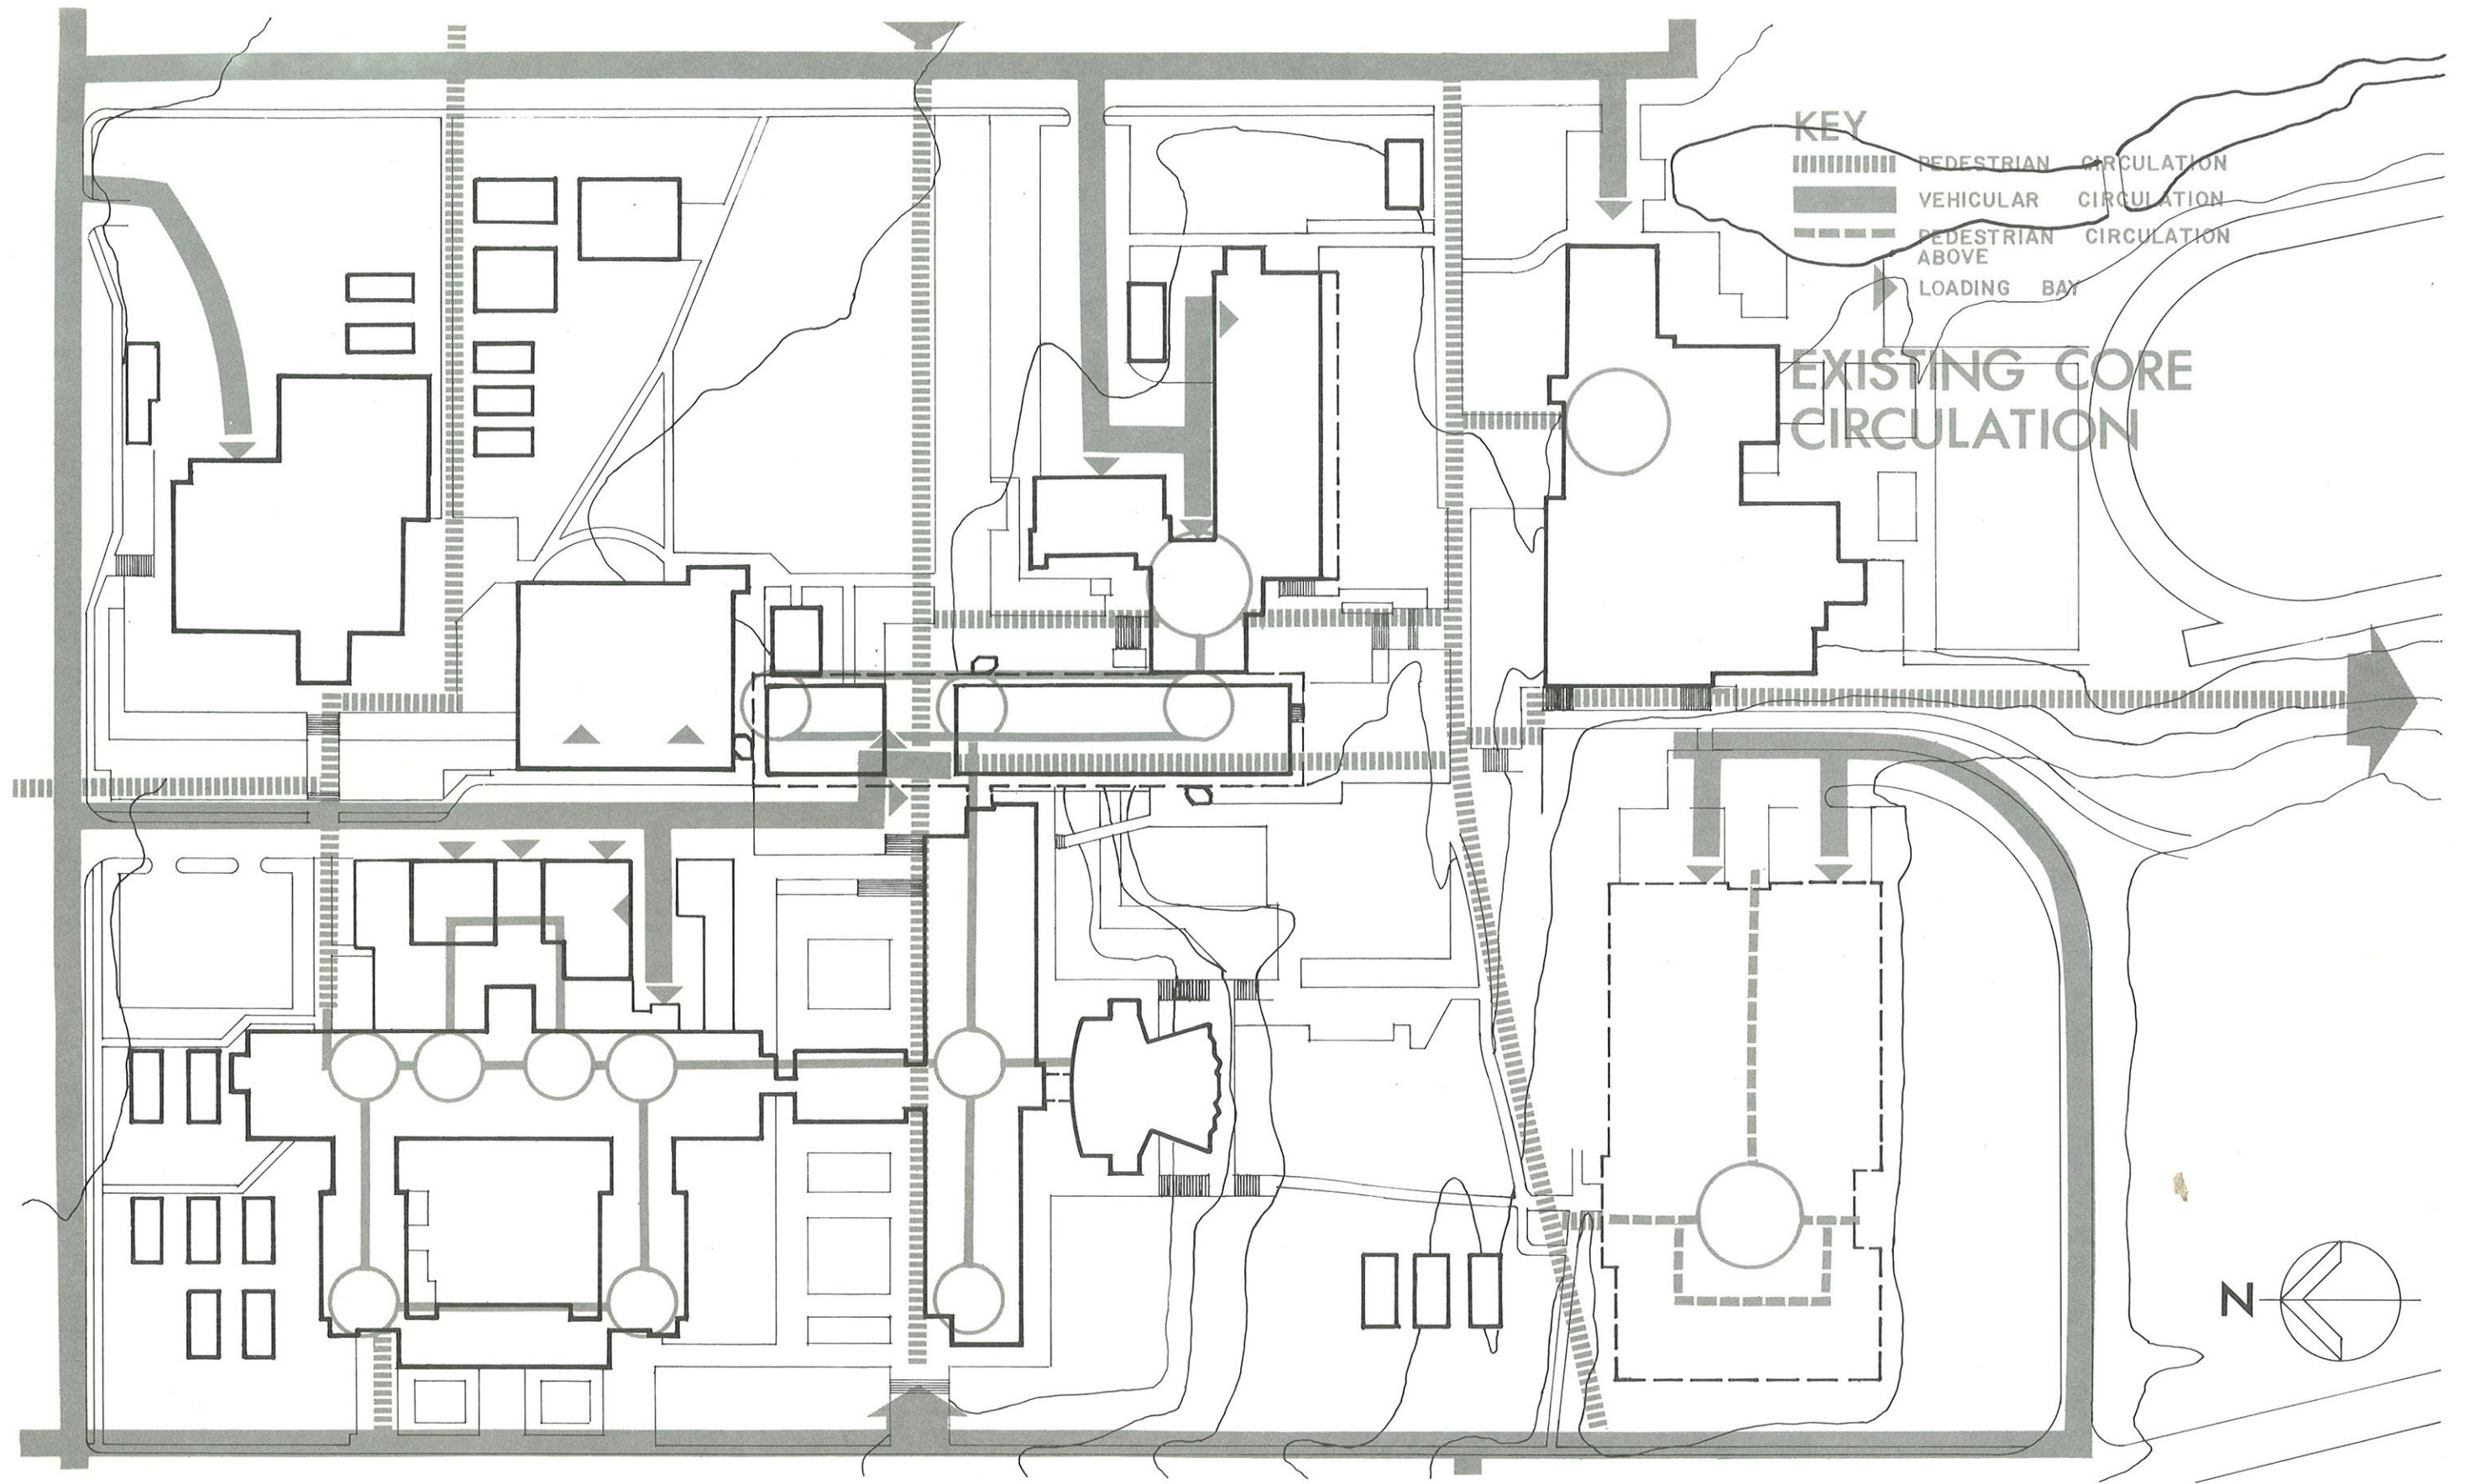 KEY
PEDESTRIAN CIRCULATION
VEHICULAR CIRCULATION
PEDESTRIAN CIRCULATION
ABOVE
LOADING BAY
EXISTING CORE
CIRCULATION
N